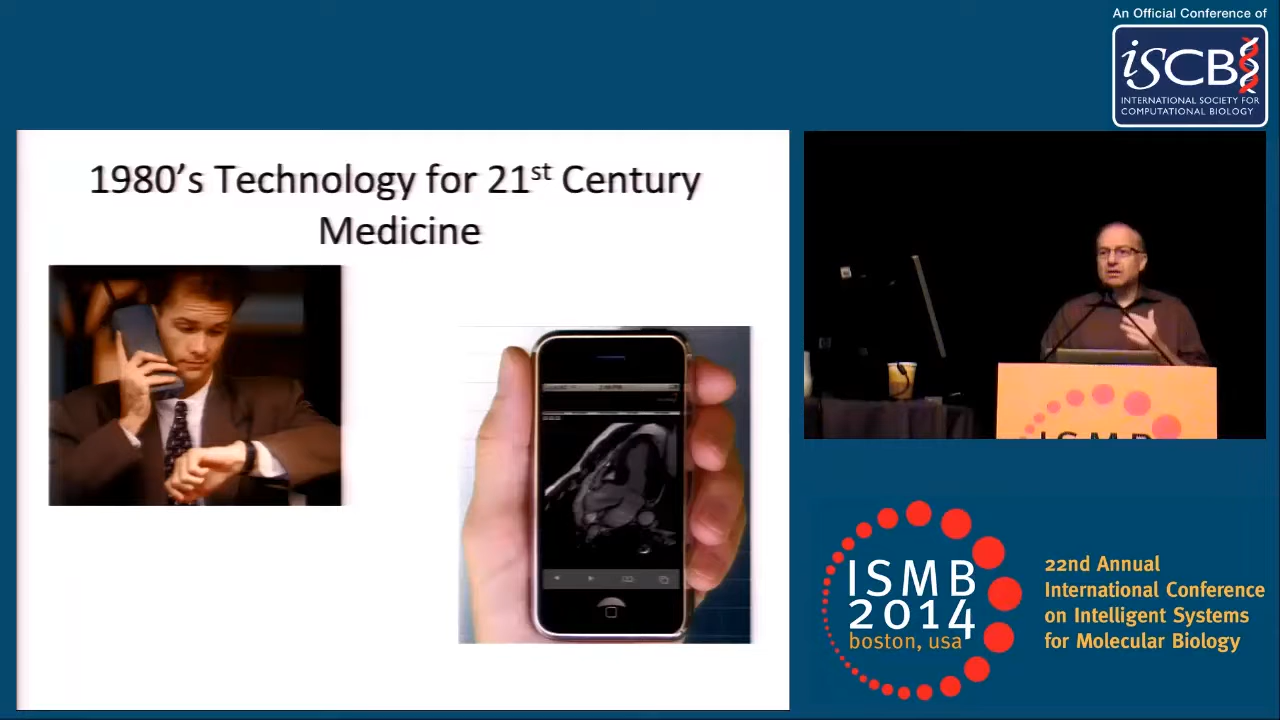 An Official Conference of
iSCB
INTERNATIONAL SOCIETY FOR
COMPUTATIONAL BIOLOGY
1980’s Technology for 21st Century
Medicine
ISMB
ISMB
2014
boston, usa
22nd Annual
International Conference
on Intelligent Systems
for Molecular Biology